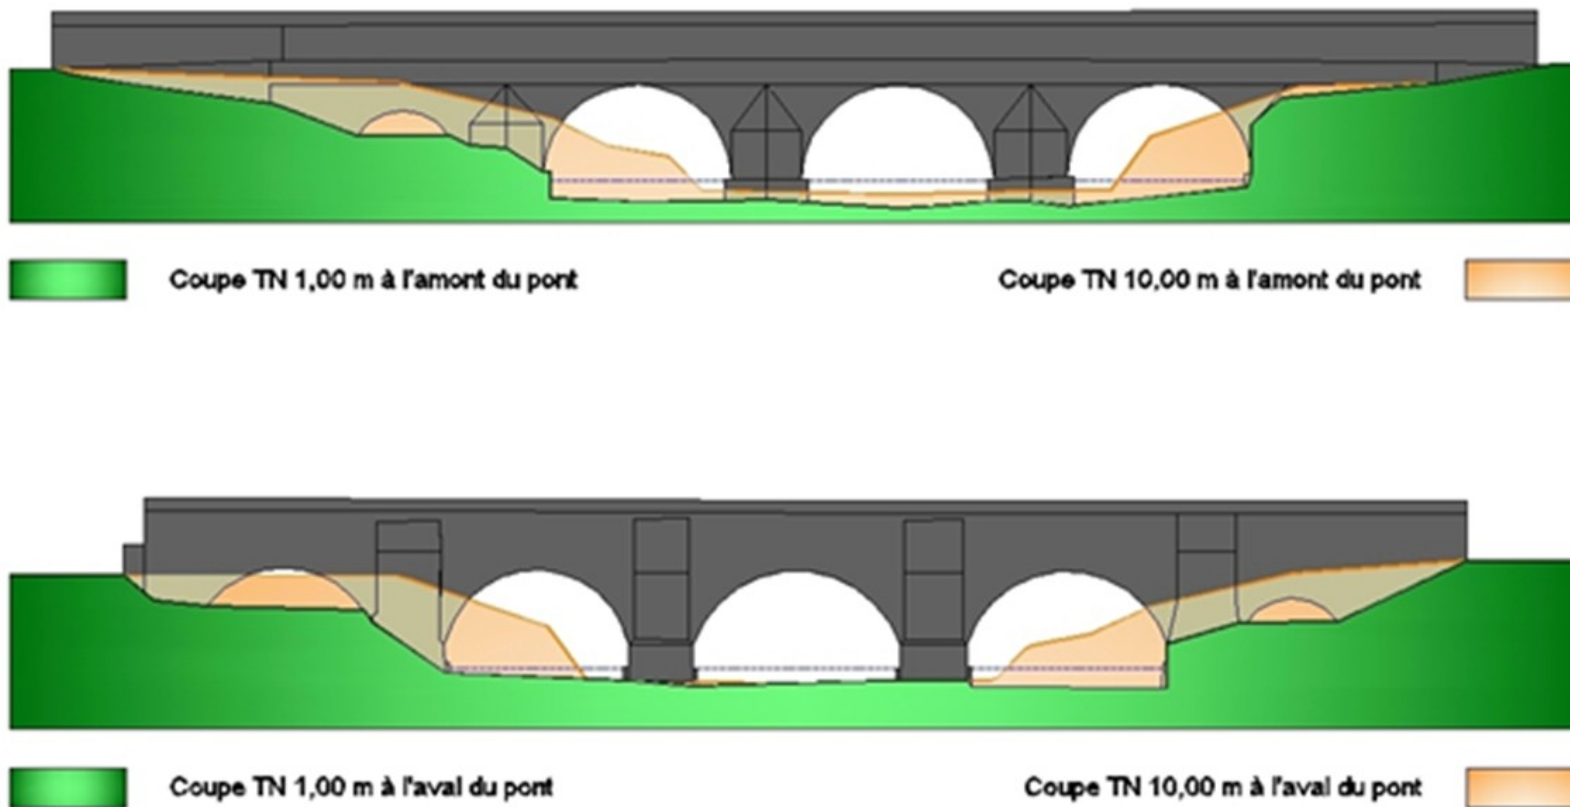 Coupe TN 1,00 m à l'amont du pont
Coupe TN 10,00 m à l'amont du pont
Coupe TN 1,00 m à l'aval du pont
Coupe TN 10,00 m à l'aval du pont